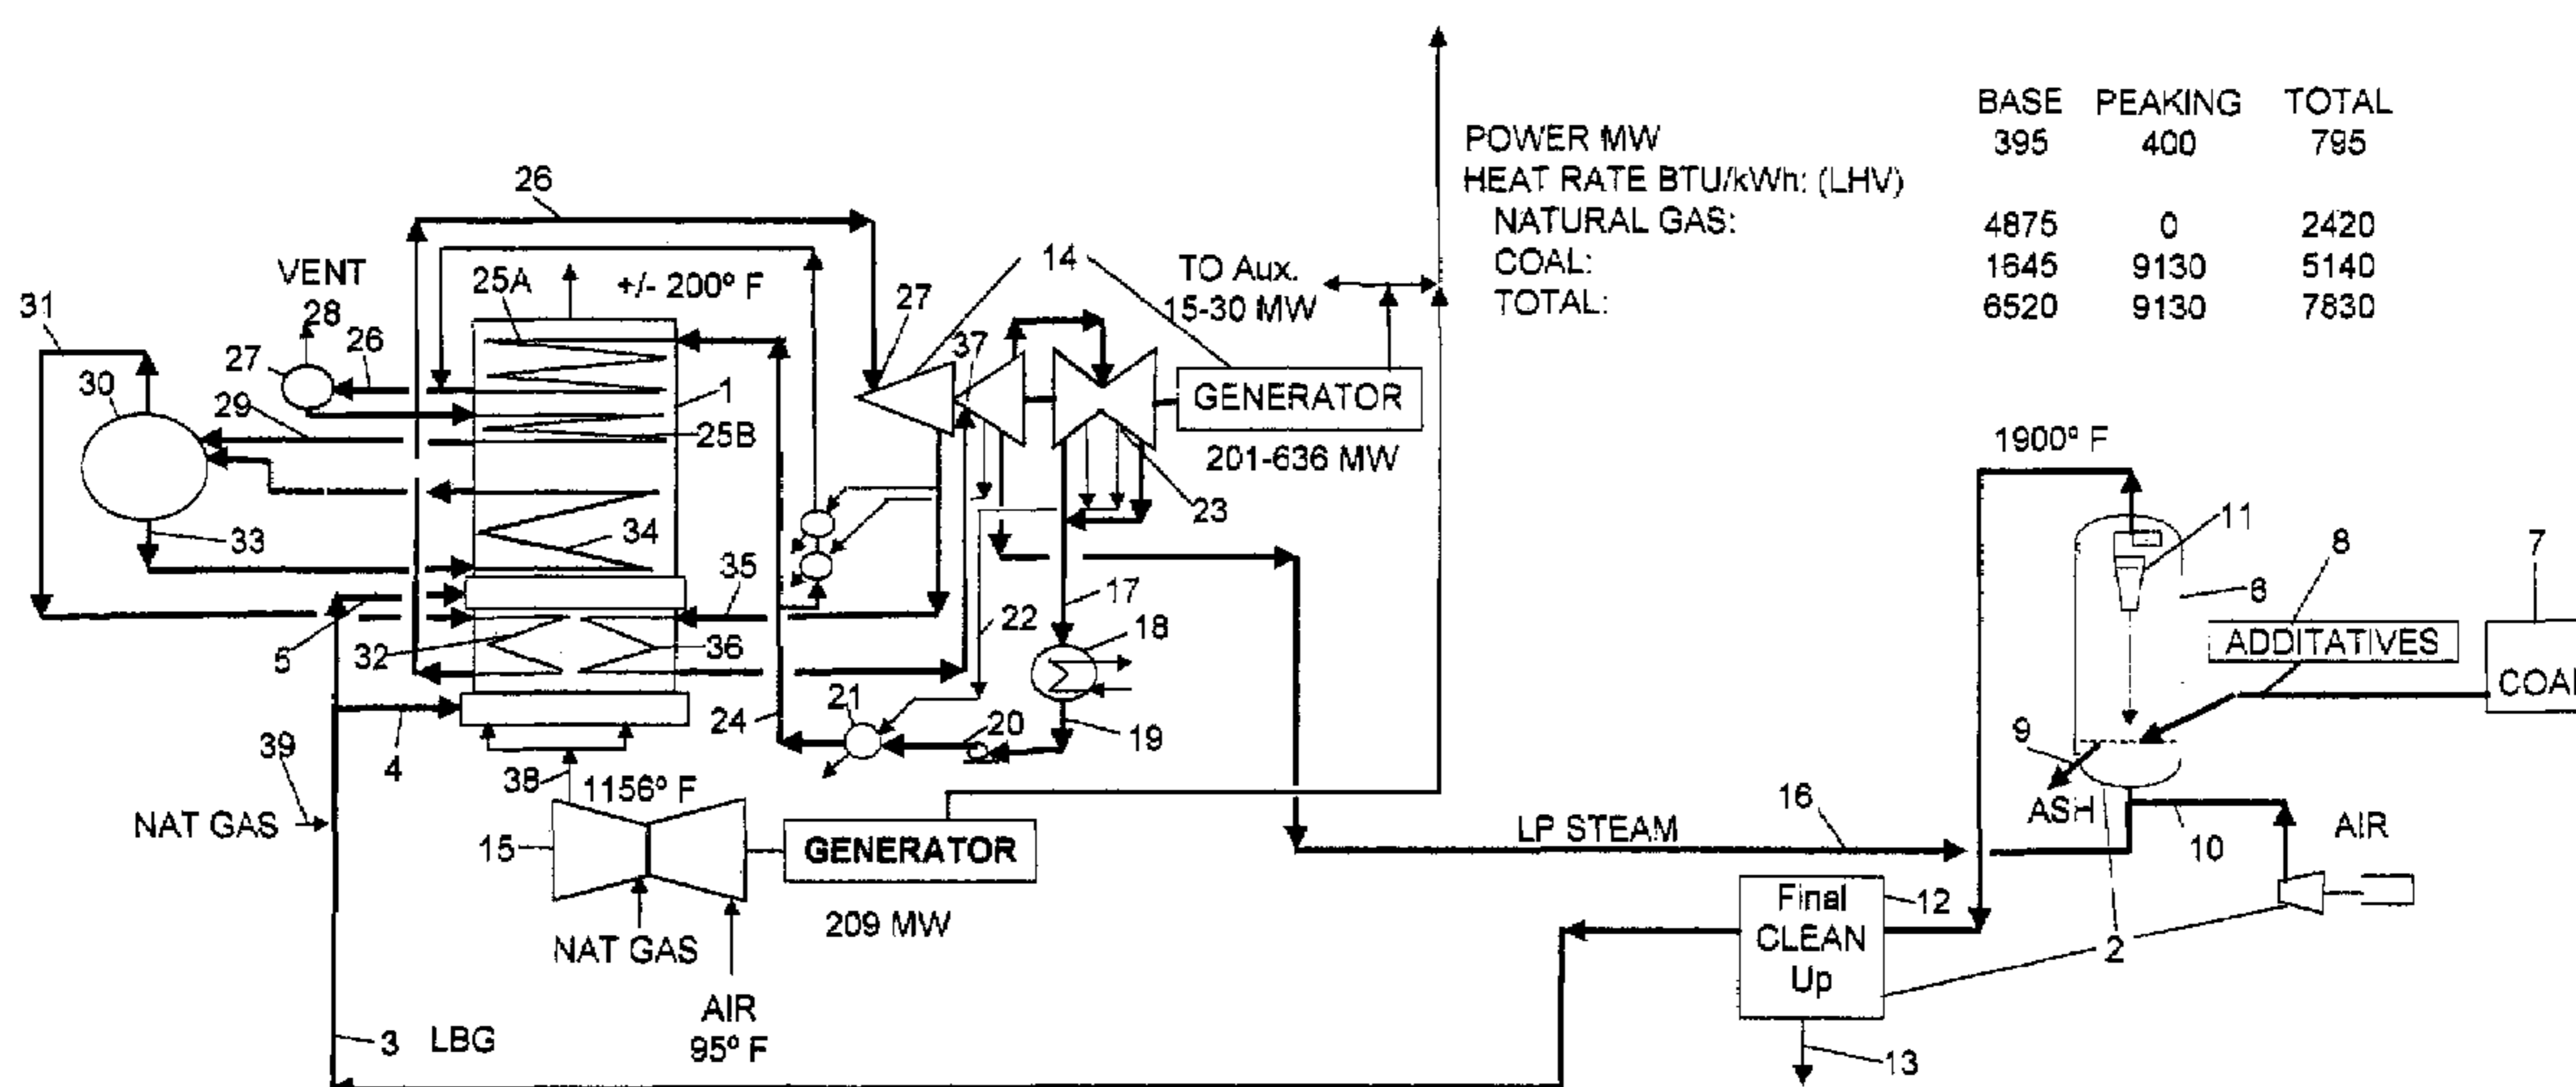 BASE PEAKING TOTAL
POWER MW 395 400 795
HEAT RATE BTU/kWh: (LHV)
NATURAL GAS: 4875 0 2420
COAL: 1645 9130 5140
TOTAL: 6520 9130 7830
26
14
TO Aux.
15-30 MW
VENT
28
25A
+/- 200º F
31
27
26
27
37
30
29
1
GENERATOR
25B
201-636 MW
23
1900º F
11
33
34
8
7
35
17
6
22
18
5
32
36
ADDITATIVES
COAL
24
21
20
19
9
39
4
38
1156º F
ASH
10
AIR
NAT GAS
16
LP STEAM
15
GENERATOR
Final
CLEAN
Up
12
209 MW
NAT GAS
2
AIR
95º F
3 LBG
13